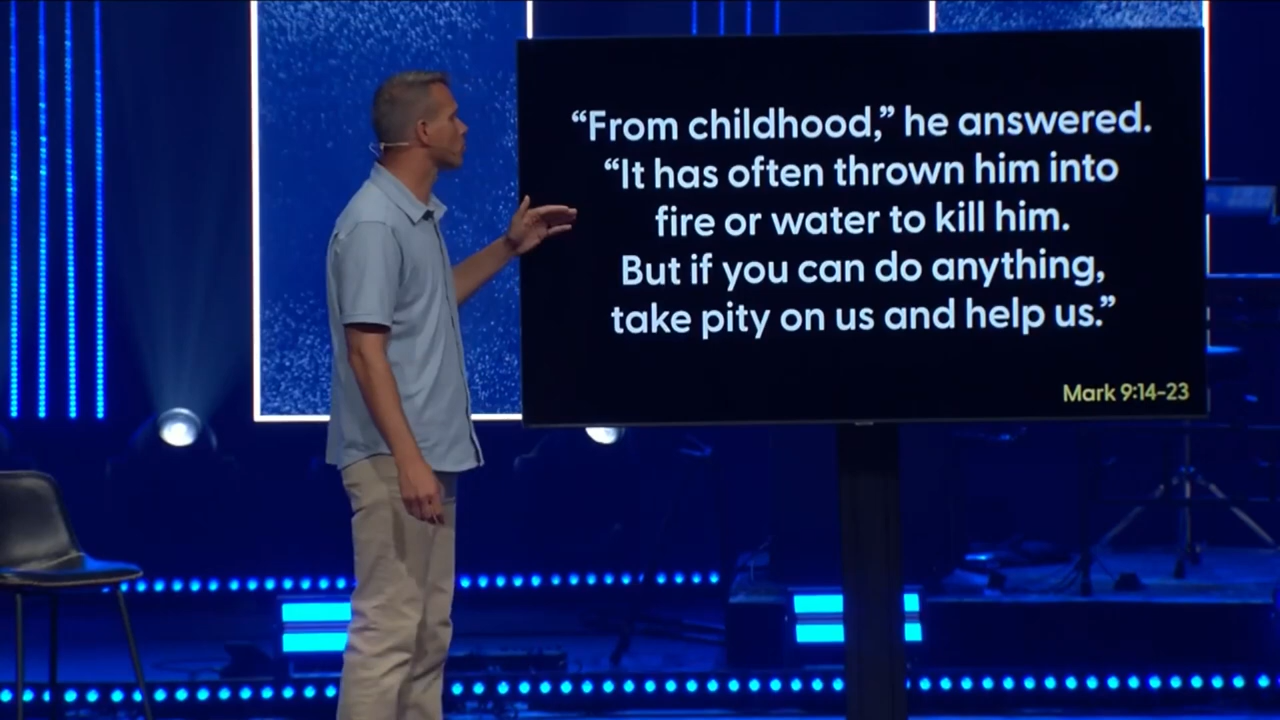 “From childhood,” he answered.
“It has often thrown him into
fire or water to kill him.
But if you can do anything,
take pity on us and help us.”
Mark 9:14-23